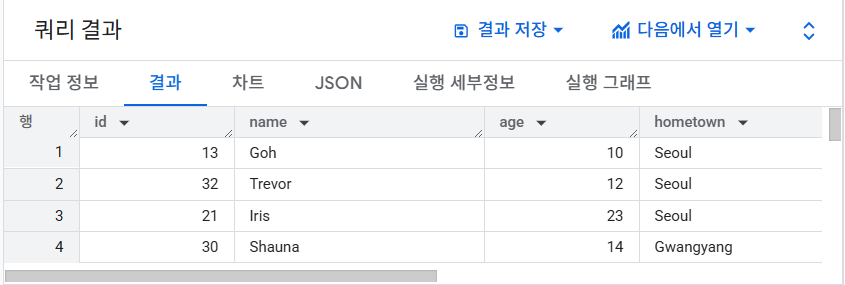 쿼리 결과 결과 저장 다음에서 열기
작업 정보 결과 차트 JSON 실행 세부정보 실행 그래프
행 id name age hometown
1 13 Goh 10 Seoul
2 32 Trevor 12 Seoul
3 21 Iris 23 Seoul
4 30 Shauna 14 Gwangyang